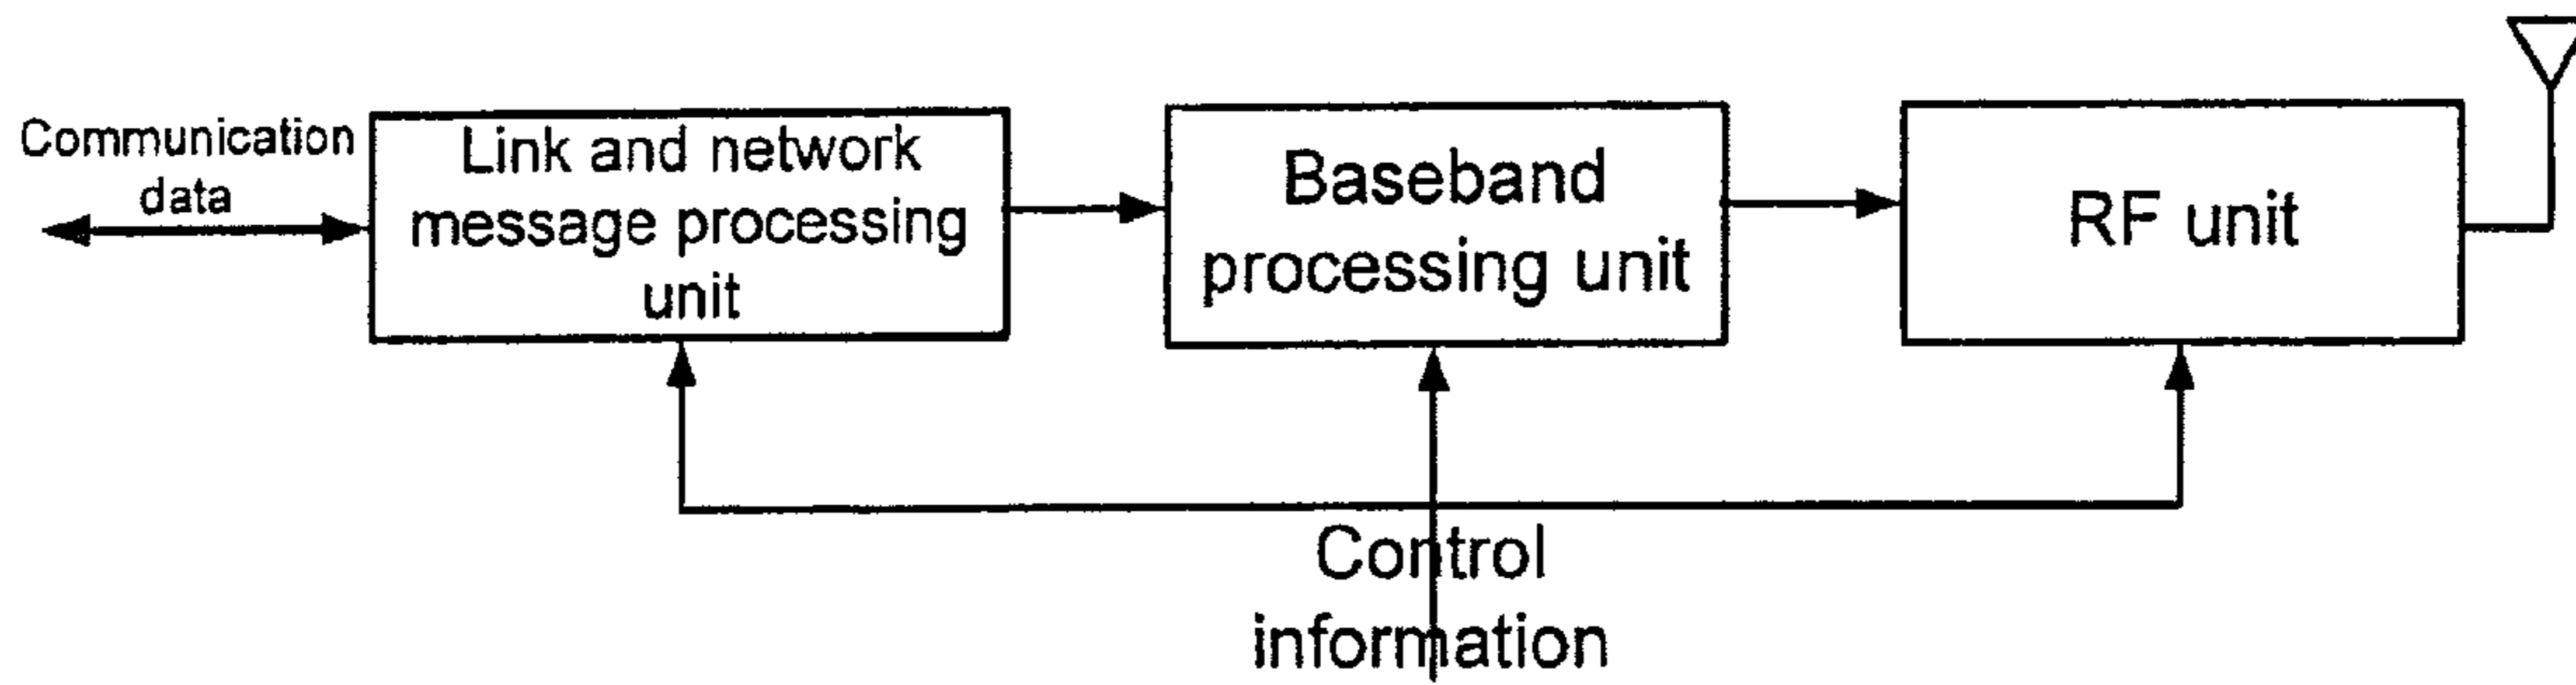 Communication
data
Link and network
message processing
unit
Baseband
processing unit
RF unit
Control
information